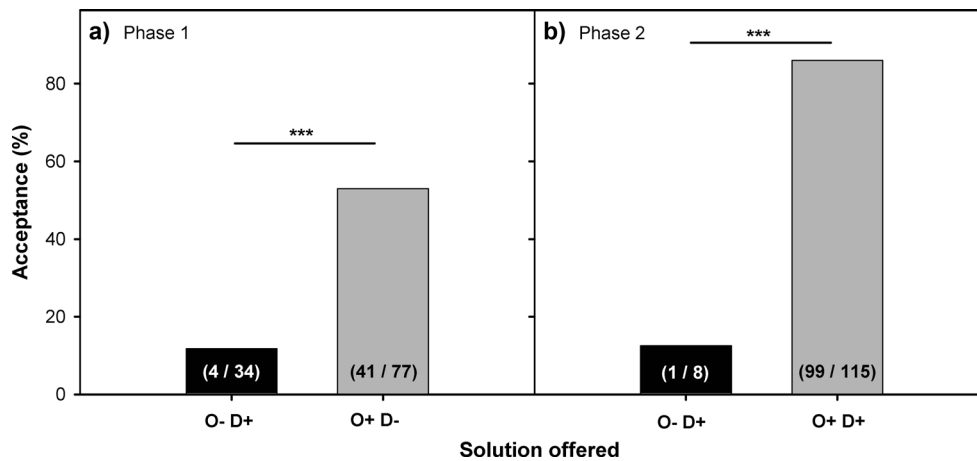 a) Phase 1
b) Phase 2
***
***
Acceptance (%)
80
60
40
20
0
(4 / 34)
(41 / 77)
(1 / 8)
(99 / 115)
O- D+
O+ D-
O- D+
O+ D+
Solution offered